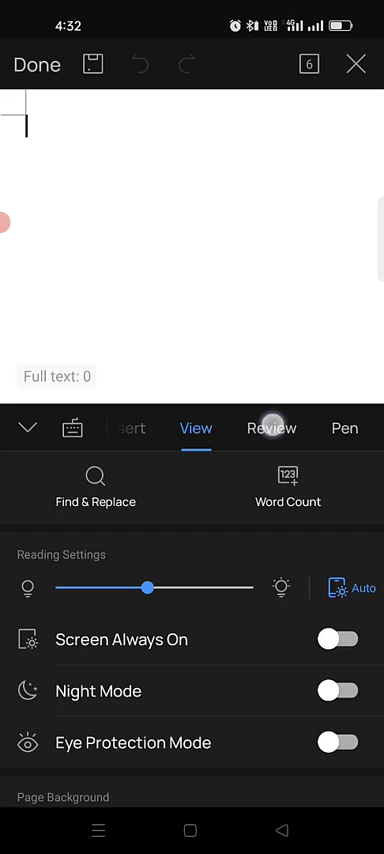 4:32
4G
Done
6
Full text: 0
sert View Review Pen
123
Find & Replace Word Count
Reading Settings
Auto
Screen Always On
Night Mode
Eye Protection Mode
Page Background